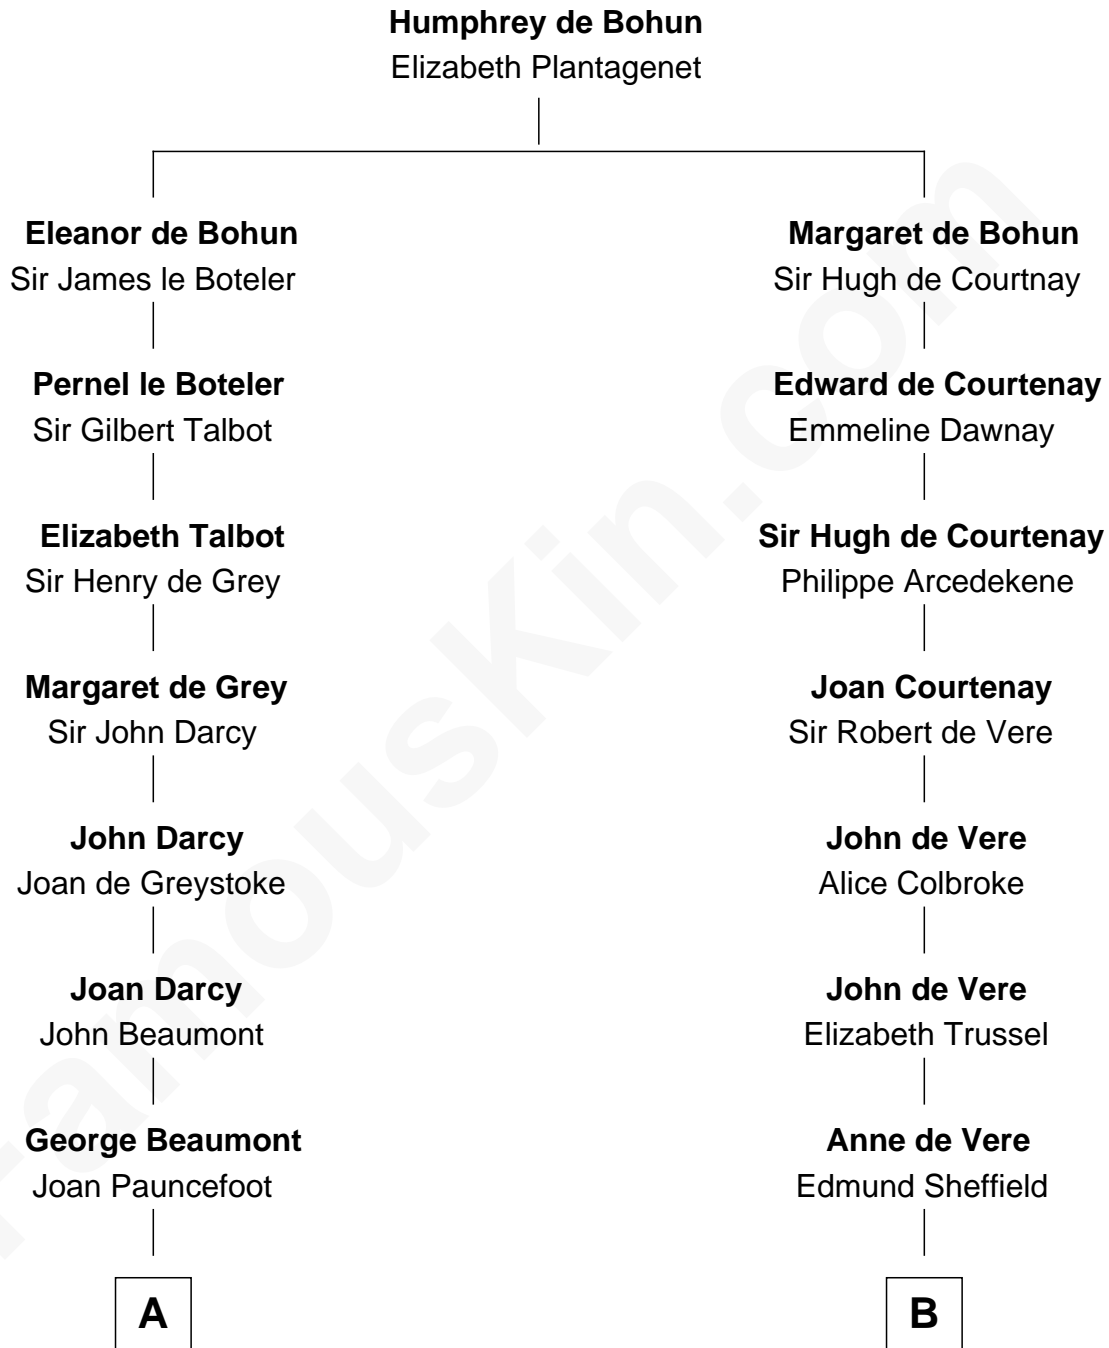 Humphrey de Bohun
Elizabeth Plantagenet
Eleanor de Bohun
Sir James le Boteler
Margaret de Bohun
Sir Hugh de Courtnay
Pernel le Boteler
Sir Gilbert Talbot
Edward de Courtenay
Emmeline Dawnay
Elizabeth Talbot
Sir Henry de Grey
Sir Hugh de Courtenay
Philippe Arcedekene
Margaret de Grey
Sir John Darcy
Joan Courtenay
Sir Robert de Vere
John Darcy
Joan de Greystoke
John de Vere
Alice Colbroke
Joan Darcy
John Beaumont
John de Vere
Elizabeth Trussel
George Beaumont
Joan Pauncefoot
Anne de Vere
Edmund Sheffield
A
B
FamousKin.com